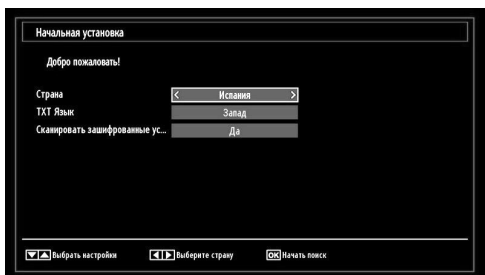 Начальная установка
Добро пожаловать!
Страна < Испания >
ТХТ Язык Запад
Сканировать зашифрованные ус... Да
Выбрать настройки Выберите страну OK Начать поиск